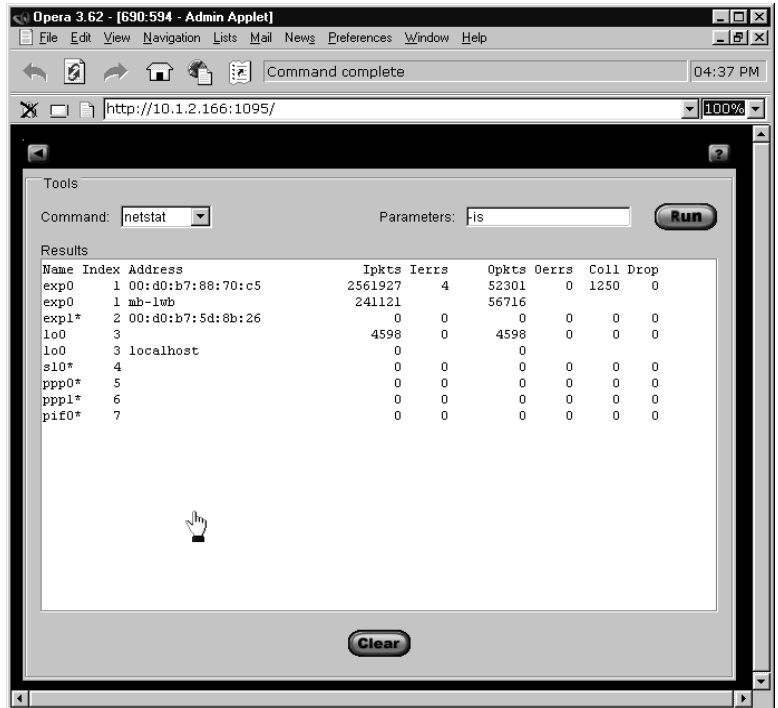 Opera 3.62 - [690:594 - Admin Applet]
File Edit View Navigation Lists Mail News Preferences Window Help
Command complete
04:37 PM
http://10.1.2.166:1095/
100%
?
Tools
Command: netstat Parameters: -is Run
Results
Name Index Address Ipkts Ierrs Opkts Oerrs Coll Drop
exp0 1 00:d0:b7:88:70:c5 2561927 4 52301 0 1250 0
exp0 1 mb-lwb 241121 56716
exp1* 2 00:d0:b7:5d:8b:26 0 0 0 0 0 0
lo0 3 4598 0 4598 0 0 0
lo0 3 localhost 0 0
sl0* 4 0 0 0 0 0 0
ppp0* 5 0 0 0 0 0 0
ppp1* 6 0 0 0 0 0 0
pif0* 7 0 0 0 0 0 0
Clear